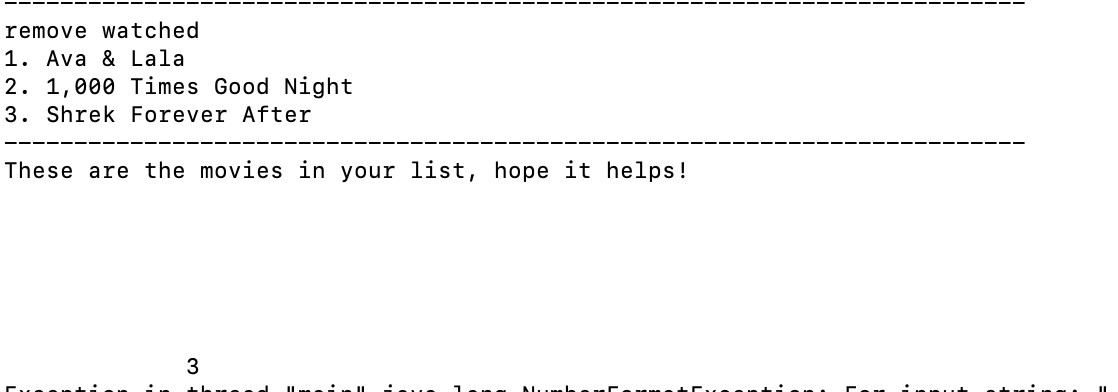 remove watched
1. Ava & Lala
2. 1,000 Times Good Night
3. Shrek Forever After
These are the movies in your list, hope it helps!
3
Exception in thread "main" java.lang.NumberFormatException: For input string: "